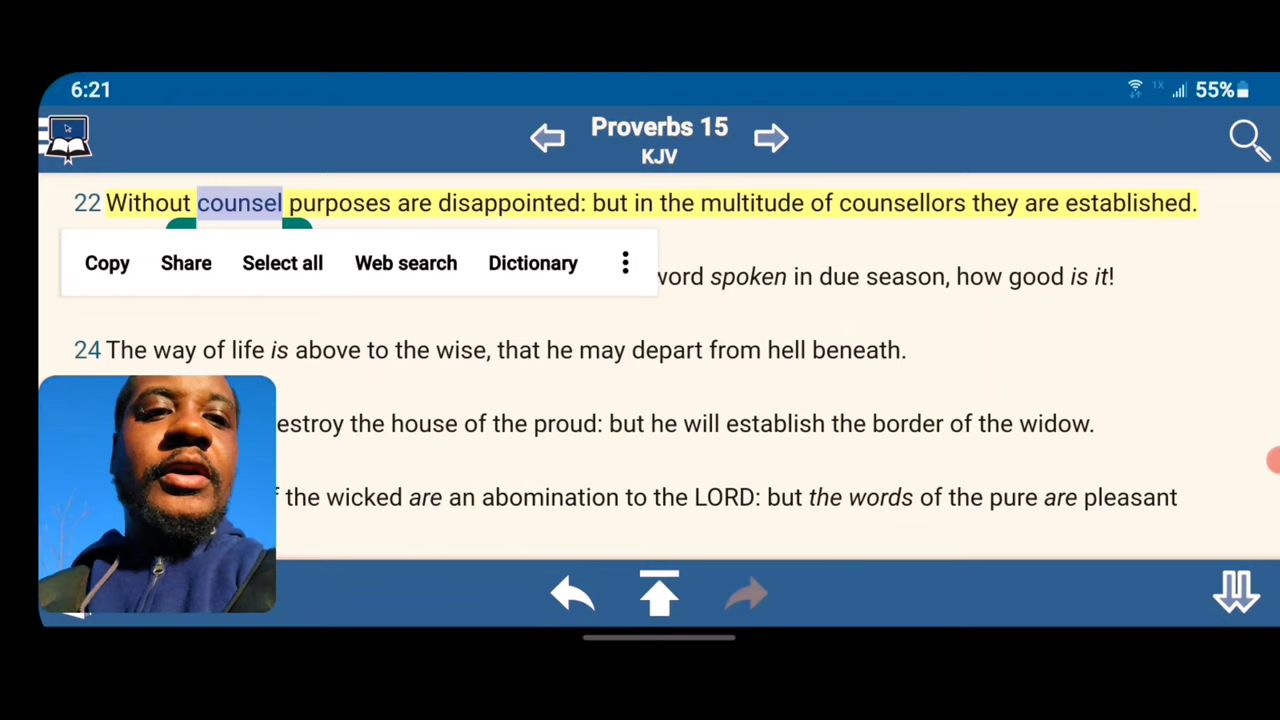 6:21
1X 55%
Proverbs 15
KJV
22 Without counsel purposes are disappointed: but in the multitude of counsellors they are established.
Copy Share Select all Web search Dictionary
word spoken in due season, how good is it!
24 The way of life is above to the wise, that he may depart from hell beneath.
estroy the house of the proud: but he will establish the border of the widow.
f the wicked are an abomination to the LORD: but the words of the pure are pleasant